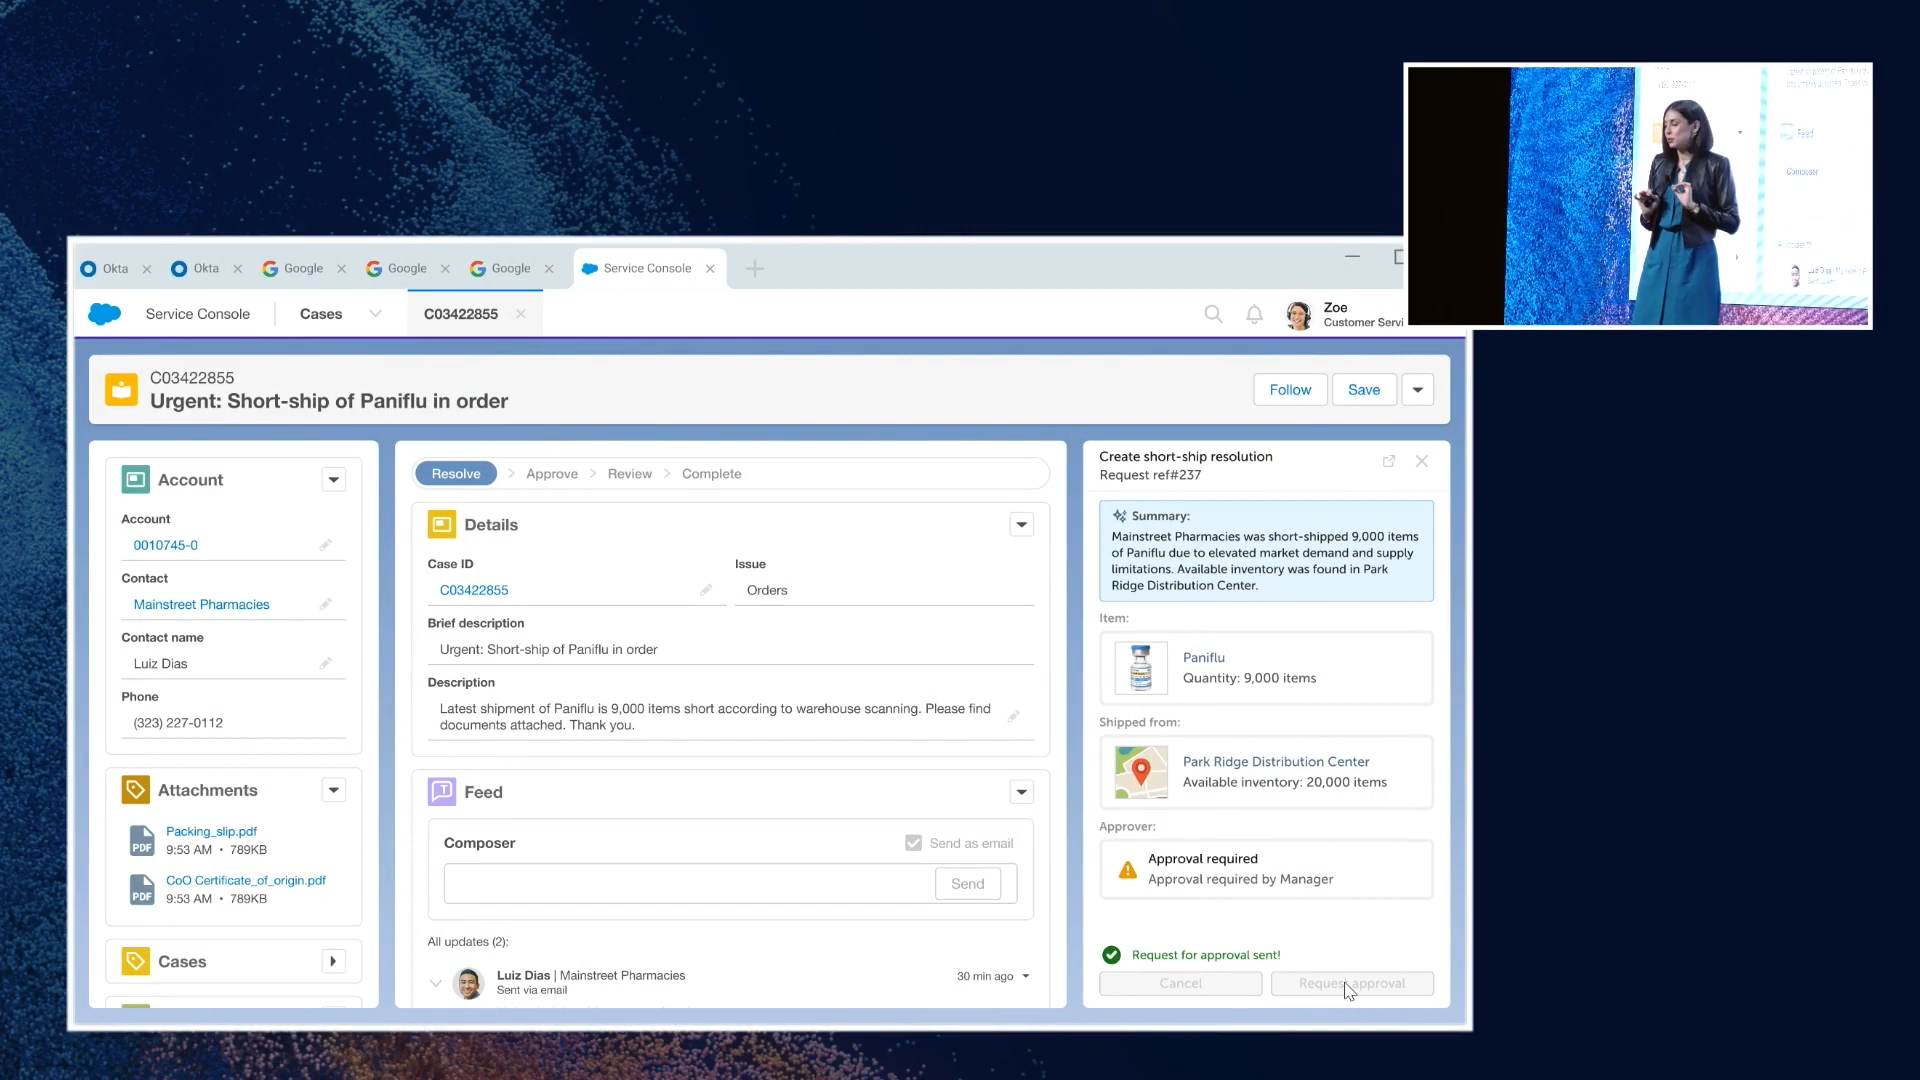 Okta
Okta
Google
Google
Google
Service Console
Service Console
Cases
C03422855
Zoe
Customer Servi
C03422855
Urgent: Short-ship of Paniflu in order
Follow
Save
Account
Account
0010745-0
Contact
Mainstreet Pharmacies
Contact name
Luiz Dias
Phone
(323) 227-0112
Attachments
PDF
Packing_slip.pdf
9:53 AM • 789KB
PDF
CoO Certificate_of_origin.pdf
9:53 AM • 789KB
Cases
Resolve
Approve
Review
Complete
Details
Case ID
C03422855
Issue
Orders
Brief description
Urgent: Short-ship of Paniflu in order
Description
Latest shipment of Paniflu is 9,000 items short according to warehouse scanning. Please find
documents attached. Thank you.
Feed
Composer
Send as email
Send
All updates (2):
Luiz Dias | Mainstreet Pharmacies
Sent via email
30 min ago
Create short-ship resolution
Request ref#237
Summary:
Mainstreet Pharmacies was short-shipped 9,000 items
of Paniflu due to elevated market demand and supply
limitations. Available inventory was found in Park
Ridge Distribution Center.
Item:
Paniflu
Quantity: 9,000 items
Shipped from:
Park Ridge Distribution Center
Available inventory: 20,000 items
Approver:
Approval required
Approval required by Manager
Request for approval sent!
Cancel
Request approval
Feed
Composer